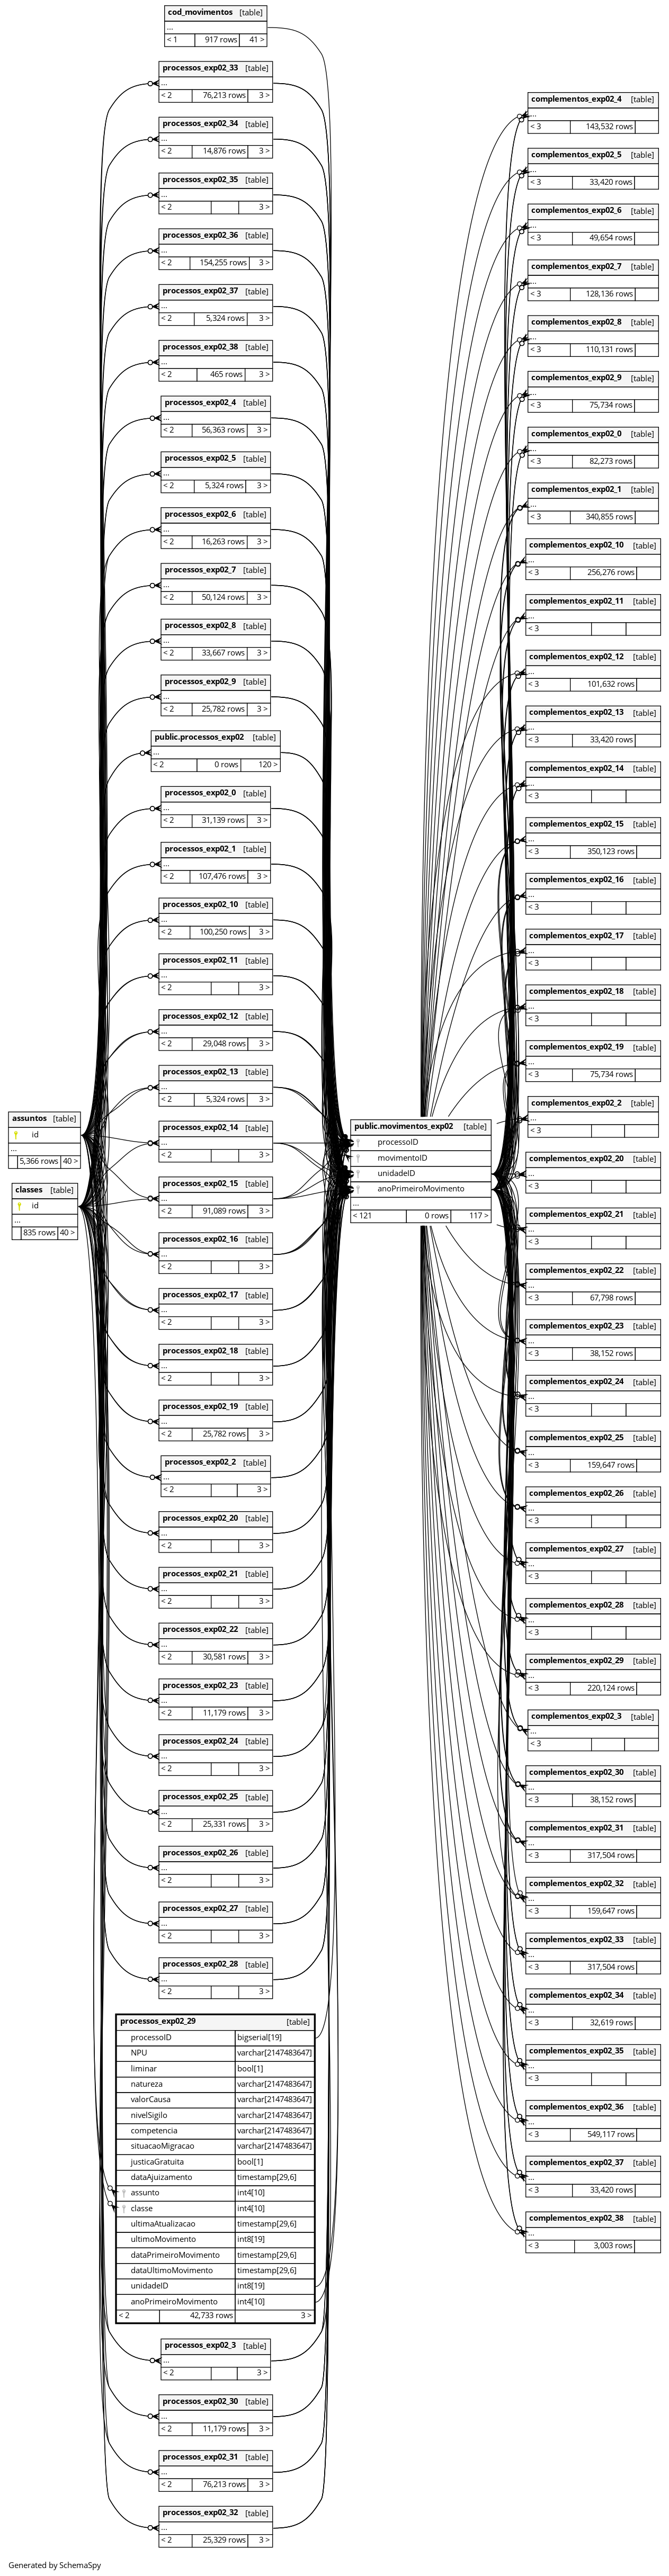 cod_movimentos [table]
...
< 1 917 rows 41 >
processos_exp02_33 [table]
...
< 2 76,213 rows 3 >
processos_exp02_34 [table]
...
< 2 14,876 rows 3 >
processos_exp02_35 [table]
...
< 2 3 >
processos_exp02_36 [table]
...
< 2 154,255 rows 3 >
processos_exp02_37 [table]
...
< 2 5,324 rows 3 >
processos_exp02_38 [table]
...
< 2 465 rows 3 >
processos_exp02_4 [table]
...
< 2 56,363 rows 3 >
processos_exp02_5 [table]
...
< 2 5,324 rows 3 >
processos_exp02_6 [table]
...
< 2 16,263 rows 3 >
processos_exp02_7 [table]
...
< 2 50,124 rows 3 >
processos_exp02_8 [table]
...
< 2 33,667 rows 3 >
processos_exp02_9 [table]
...
< 2 25,782 rows 3 >
public.processos_exp02 [table]
...
< 2 0 rows 120 >
processos_exp02_0 [table]
...
< 2 31,139 rows 3 >
processos_exp02_1 [table]
...
< 2 107,476 rows 3 >
processos_exp02_10 [table]
...
< 2 100,250 rows 3 >
processos_exp02_11 [table]
...
< 2 3 >
processos_exp02_12 [table]
...
< 2 29,048 rows 3 >
processos_exp02_13 [table]
...
< 2 5,324 rows 3 >
processos_exp02_14 [table]
...
< 2 3 >
processos_exp02_15 [table]
...
< 2 91,089 rows 3 >
processos_exp02_16 [table]
...
< 2 3 >
processos_exp02_17 [table]
...
< 2 3 >
processos_exp02_18 [table]
...
< 2 3 >
processos_exp02_19 [table]
...
< 2 25,782 rows 3 >
processos_exp02_2 [table]
...
< 2 3 >
processos_exp02_20 [table]
...
< 2 3 >
processos_exp02_21 [table]
...
< 2 3 >
processos_exp02_22 [table]
...
< 2 30,581 rows 3 >
processos_exp02_23 [table]
...
< 2 11,179 rows 3 >
processos_exp02_24 [table]
...
< 2 3 >
processos_exp02_25 [table]
...
< 2 25,331 rows 3 >
processos_exp02_26 [table]
...
< 2 3 >
processos_exp02_27 [table]
...
< 2 3 >
processos_exp02_28 [table]
...
< 2 3 >
processos_exp02_29 [table]
processoID bigserial[19]
NPU varchar[2147483647]
liminar bool[1]
natureza varchar[2147483647]
valorCausa varchar[2147483647]
nivelSigilo varchar[2147483647]
competencia varchar[2147483647]
situacaoMigracao varchar[2147483647]
justicaGratuita bool[1]
dataAjuizamento timestamp[29,6]
assunto int4[10]
classe int4[10]
ultimaAtualizacao timestamp[29,6]
ultimoMovimento int8[19]
dataPrimeiroMovimento timestamp[29,6]
dataUltimoMovimento timestamp[29,6]
unidadeID int8[19]
anoPrimeiroMovimento int4[10]
< 2 42,733 rows 3 >
processos_exp02_3 [table]
...
< 2 3 >
processos_exp02_30 [table]
...
< 2 11,179 rows 3 >
processos_exp02_31 [table]
...
< 2 76,213 rows 3 >
processos_exp02_32 [table]
...
< 2 25,329 rows 3 >
assuntos [table]
id
...
5,366 rows 40 >
classes [table]
id
...
835 rows 40 >
public.movimentos_exp02 [table]
processoID
movimentoID
unidadeID
anoPrimeiroMovimento
...
< 121 0 rows 117 >
complementos_exp02_4 [table]
...
< 3 143,532 rows
complementos_exp02_5 [table]
...
< 3 33,420 rows
complementos_exp02_6 [table]
...
< 3 49,654 rows
complementos_exp02_7 [table]
...
< 3 128,136 rows
complementos_exp02_8 [table]
...
< 3 110,131 rows
complementos_exp02_9 [table]
...
< 3 75,734 rows
complementos_exp02_0 [table]
...
< 3 82,273 rows
complementos_exp02_1 [table]
...
< 3 340,855 rows
complementos_exp02_10 [table]
...
< 3 256,276 rows
complementos_exp02_11 [table]
...
< 3
complementos_exp02_12 [table]
...
< 3 101,632 rows
complementos_exp02_13 [table]
...
< 3 33,420 rows
complementos_exp02_14 [table]
...
< 3
complementos_exp02_15 [table]
...
< 3 350,123 rows
complementos_exp02_16 [table]
...
< 3
complementos_exp02_17 [table]
...
< 3
complementos_exp02_18 [table]
...
< 3
complementos_exp02_19 [table]
...
< 3 75,734 rows
complementos_exp02_2 [table]
...
< 3
complementos_exp02_20 [table]
...
< 3
complementos_exp02_21 [table]
...
< 3
complementos_exp02_22 [table]
...
< 3 67,798 rows
complementos_exp02_23 [table]
...
< 3 38,152 rows
complementos_exp02_24 [table]
...
< 3
complementos_exp02_25 [table]
...
< 3 159,647 rows
complementos_exp02_26 [table]
...
< 3
complementos_exp02_27 [table]
...
< 3
complementos_exp02_28 [table]
...
< 3
complementos_exp02_29 [table]
...
< 3 220,124 rows
complementos_exp02_3 [table]
...
< 3
complementos_exp02_30 [table]
...
< 3 38,152 rows
complementos_exp02_31 [table]
...
< 3 317,504 rows
complementos_exp02_32 [table]
...
< 3 159,647 rows
complementos_exp02_33 [table]
...
< 3 317,504 rows
complementos_exp02_34 [table]
...
< 3 32,619 rows
complementos_exp02_35 [table]
...
< 3
complementos_exp02_36 [table]
...
< 3 549,117 rows
complementos_exp02_37 [table]
...
< 3 33,420 rows
complementos_exp02_38 [table]
...
< 3 3,003 rows
Generated by SchemaSpy